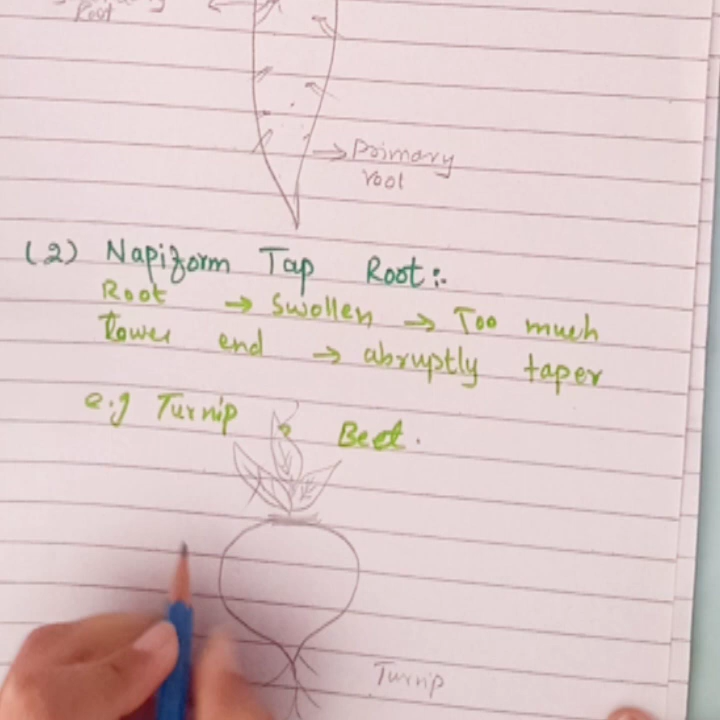 Root
→ Primary
root
(2) Napiform Tap Root:-
Root → Swollen → Too much
lower end → abruptly taper
e.g Turnip , Beet.
Turnip